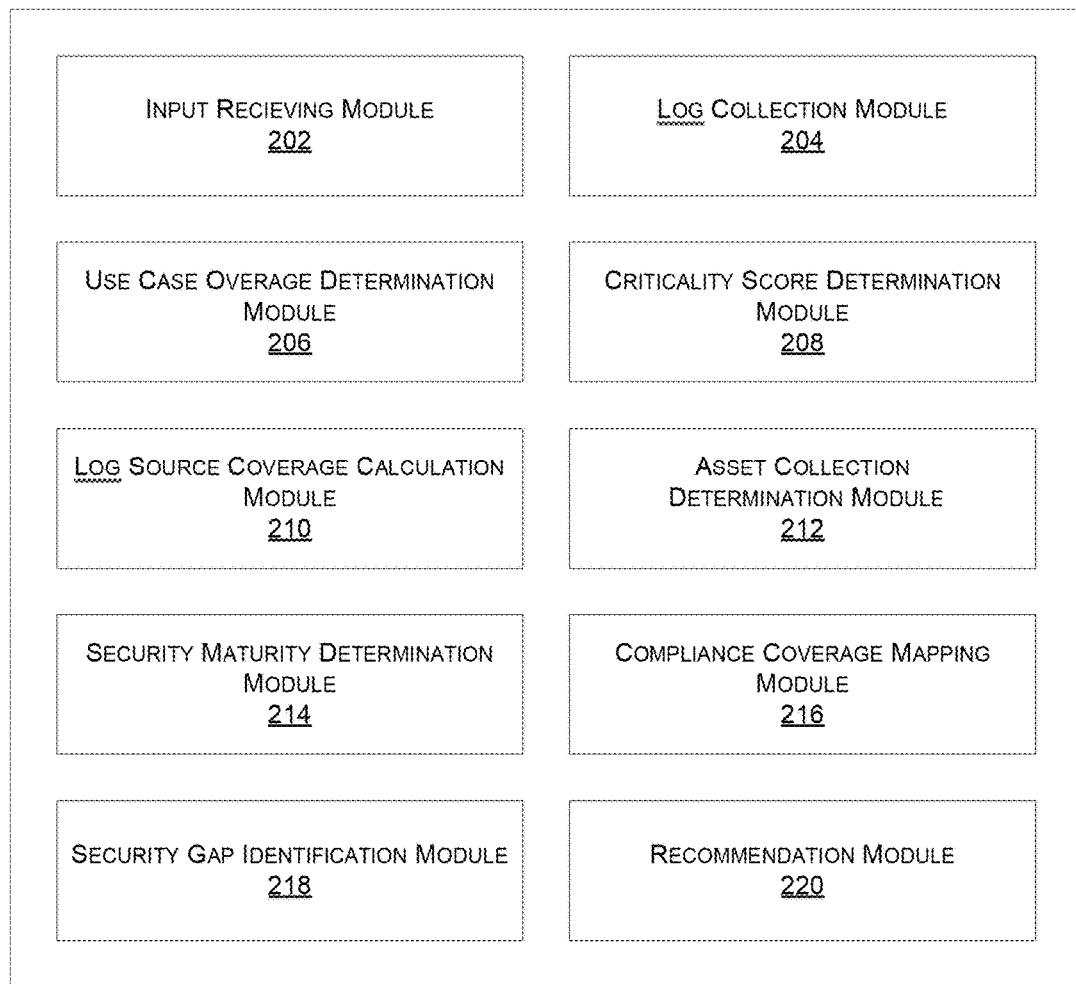 INPUT RECIEVING MODULE
202
LOG COLLECTION MODULE
204
USE CASE OVERAGE DETERMINATION
MODULE
206
CRITICALITY SCORE DETERMINATION
MODULE
208
LOG SOURCE COVERAGE CALCULATION
MODULE
210
ASSET COLLECTION
DETERMINATION MODULE
212
SECURITY MATURITY DETERMINATION
MODULE
214
COMPLIANCE COVERAGE MAPPING
MODULE
216
SECURITY GAP IDENTIFICATION MODULE
218
RECOMMENDATION MODULE
220